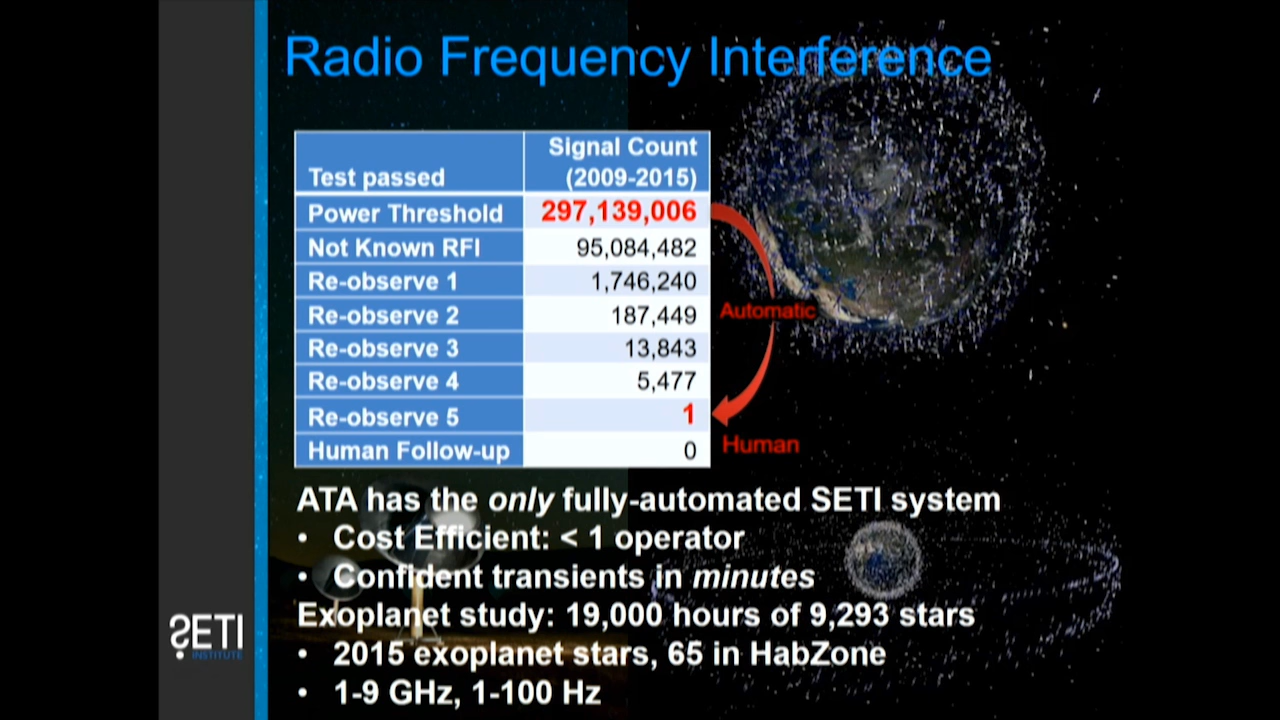 Radio Frequency Interference
Signal Count
Test passed (2009-2015)
Power Threshold 297,139,006
Not Known RFI 95,084,482
Re-observe 1 1,746,240
Re-observe 2 187,449
Automatic
Re-observe 3 13,843
Re-observe 4 5,477
Re-observe 5 1
Human
Human Follow-up 0
ATA has the only fully-automated SETI system
• Cost Efficient: < 1 operator
• Confident transients in minutes
Exoplanet study: 19,000 hours of 9,293 stars
• 2015 exoplanet stars, 65 in HabZone
• 1-9 GHz, 1-100 Hz
SETI
INSTITUTE